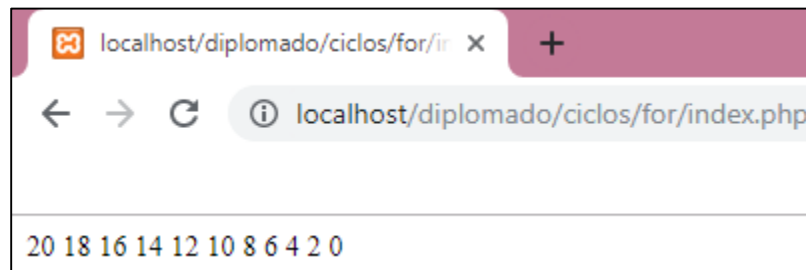 localhost/diplomado/ciclos/for/in
localhost/diplomado/ciclos/for/index.php
20 18 16 14 12 10 8 6 4 2 0